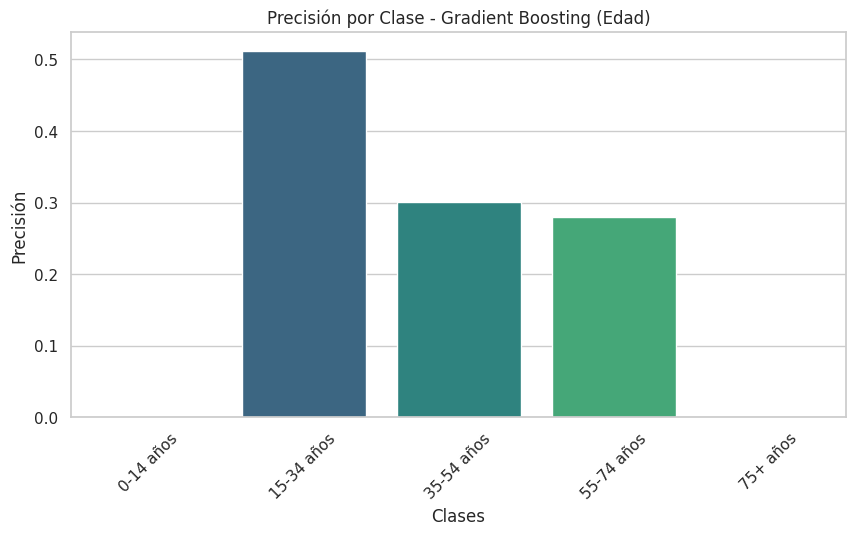 Precisión por Clase - Gradient Boosting (Edad)
Precisión
0.5
0.4
0.3
0.2
0.1
0.0
0-14 años
15-34 años
35-54 años
55-74 años
75+ años
Clases